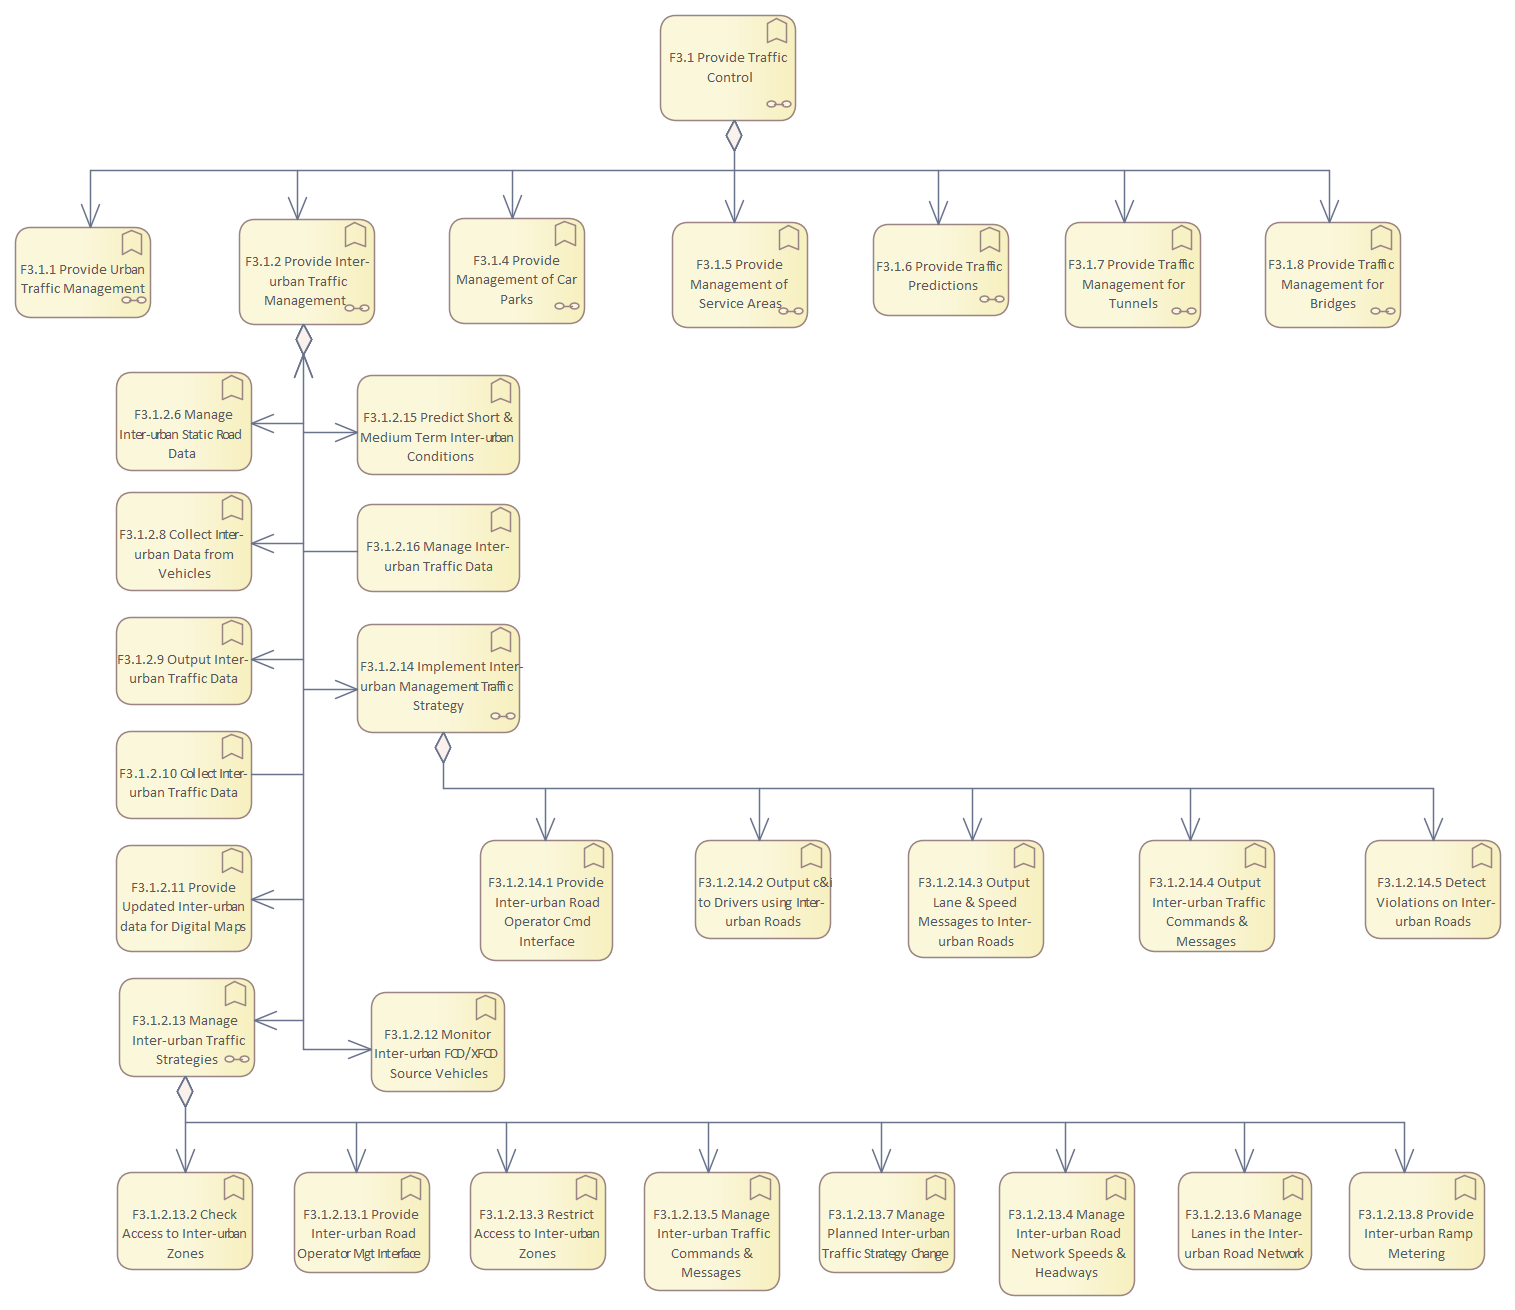 F3.1 Provide Traffic
Control
F3.1.1 Provide Urban
Traffic Management
F3.1.2 Provide Inter-
urban Traffic
Management
F3.1.4 Provide
Management of Car
Parks
F3.1.5 Provide
Management of
Service Areas
F3.1.6 Provide Traffic
Predictions
F3.1.7 Provide Traffic
Management for
Tunnels
F3.1.8 Provide Traffic
Management for
Bridges
F3.1.2.6 Manage
Inter-urban Static Road
Data
F3.1.2.15 Predict Short &
Medium Term Inter-urban
Conditions
F3.1.2.8 Collect Inter-
urban Data from
Vehicles
F3.1.2.16 Manage Inter-
urban Traffic Data
F3.1.2.9 Output Inter-
urban Traffic Data
F3.1.2.14 Implement Inter-
urban Management Traffic
Strategy
F3.1.2.10 Collect Inter-
urban Traffic Data
F3.1.2.11 Provide
Updated Inter-urban
data for Digital Maps
F3.1.2.14.1 Provide
Inter-urban Road
Operator Cmd
Interface
F3.1.2.14.2 Output c&i
to Drivers using Inter-
urban Roads
F3.1.2.14.3 Output
Lane & Speed
Messages to Inter-
urban Roads
F3.1.2.14.4 Output
Inter-urban Traffic
Commands &
Messages
F3.1.2.14.5 Detect
Violations on Inter-
urban Roads
F3.1.2.13 Manage
Inter-urban Traffic
Strategies
F3.1.2.12 Monitor
Inter-urban FCD/XFCD
Source Vehicles
F3.1.2.13.2 Check
Access to Inter-urban
Zones
F3.1.2.13.1 Provide
Inter-urban Road
Operator Mgt Interface
F3.1.2.13.3 Restrict
Access to Inter-urban
Zones
F3.1.2.13.5 Manage
Inter-urban Traffic
Commands &
Messages
F3.1.2.13.7 Manage
Planned Inter-urban
Traffic Strategy Change
F3.1.2.13.4 Manage
Inter-urban Road
Network Speeds &
Headways
F3.1.2.13.6 Manage
Lanes in the Inter-
urban Road Network
F3.1.2.13.8 Provide
Inter-urban Ramp
Metering